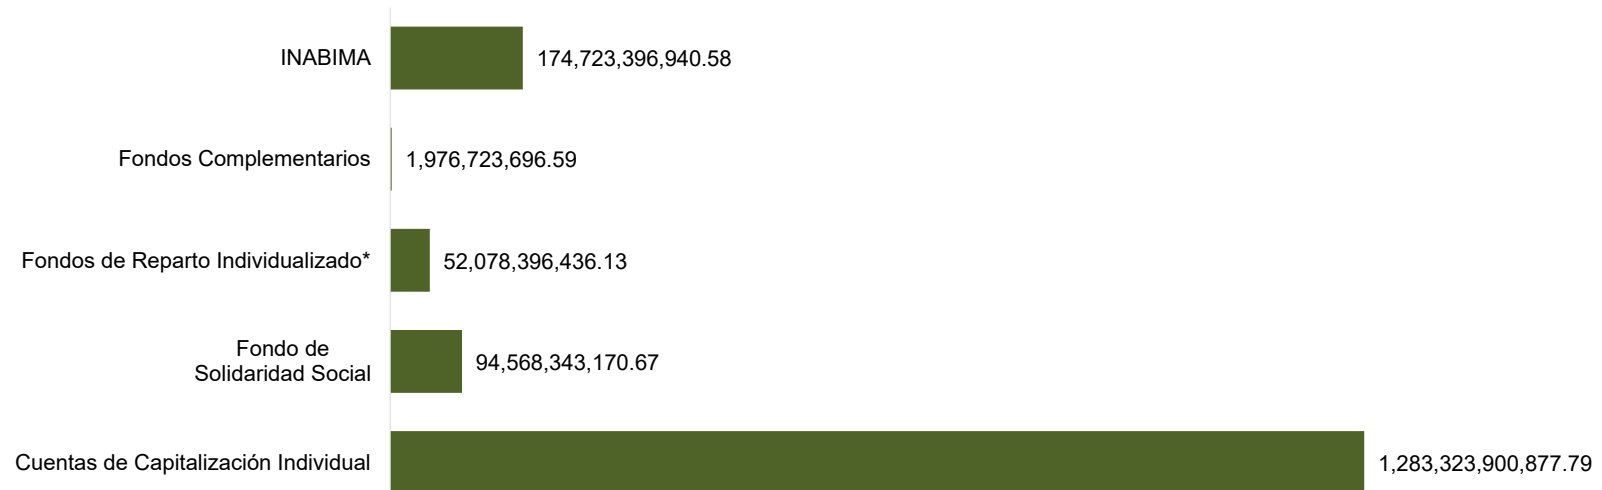 INABIMA
174,723,396,940.58
Fondos Complementarios
1,976,723,696.59
Fondos de Reparto Individualizado*
52,078,396,436.13
Fondo de
Solidaridad Social
94,568,343,170.67
Cuentas de Capitalización Individual
1,283,323,900,877.79